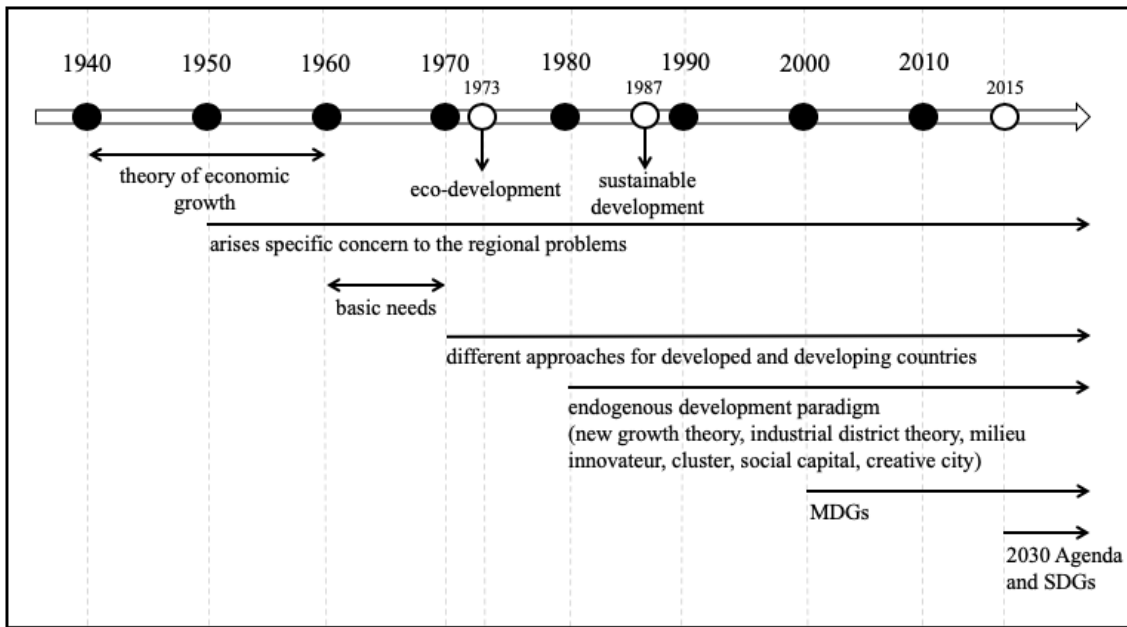 1940 1950 1960 1970 1980 1990 2000 2010
1973 1987 2015
theory of economic
growth
eco-development
sustainable
development
arises specific concern to the regional problems
basic needs
different approaches for developed and developing countries
endogenous development paradigm
(new growth theory, industrial district theory, milieu
innovateur, cluster, social capital, creative city)
MDGs
2030 Agenda
and SDGs